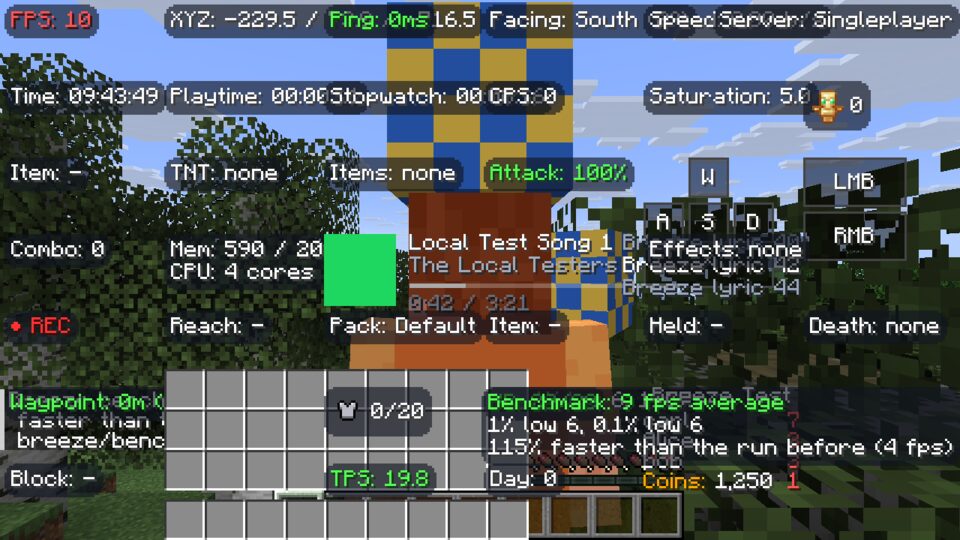 FPS: 10
XYZ: -229.5 /
Ping: 0ms
16.5
Facing: South
Speed
Server: Singleplayer
Time: 09:43:49
Playtime: 00:00
Stopwatch: 00:0
CPS: 0
Saturation: 5.0
0
Item: -
TNT: none
Items: none
Attack: 100%
W
LMB
A S D
RMB
Combo: 0
Mem: 590 / 20
CPU: 4 cores
Local Test Song 1
The Local Testers
0:42 / 3:21
Effects: none
Breeze lyric 42
Breeze lyric 44
REC
Reach: -
Pack: Default
Item: -
Held: -
Death: none
Waypoint: 0m
faster than
breeze/benc
0/20
Breeze Test
Benchmark: 9 fps average
1% low 6, 0.1% low 6
115% faster than the run before (4 fps)
Block: -
TPS: 19.8
Day: 0
Coins: 1,250
1